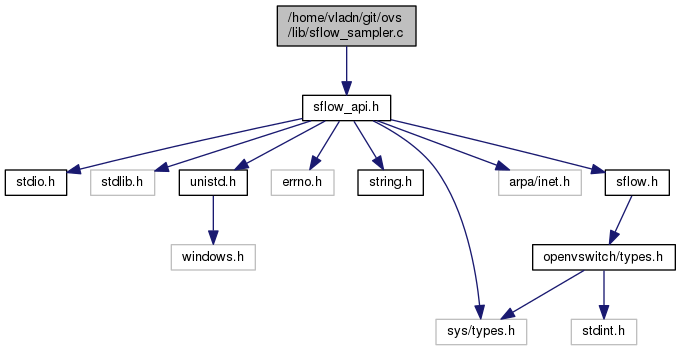 /home/vladn/git/ovs
/lib/sflow_sampler.c
sflow_api.h
stdio.h
stdlib.h
unistd.h
errno.h
string.h
arpa/inet.h
sflow.h
windows.h
openvswitch/types.h
sys/types.h
stdint.h